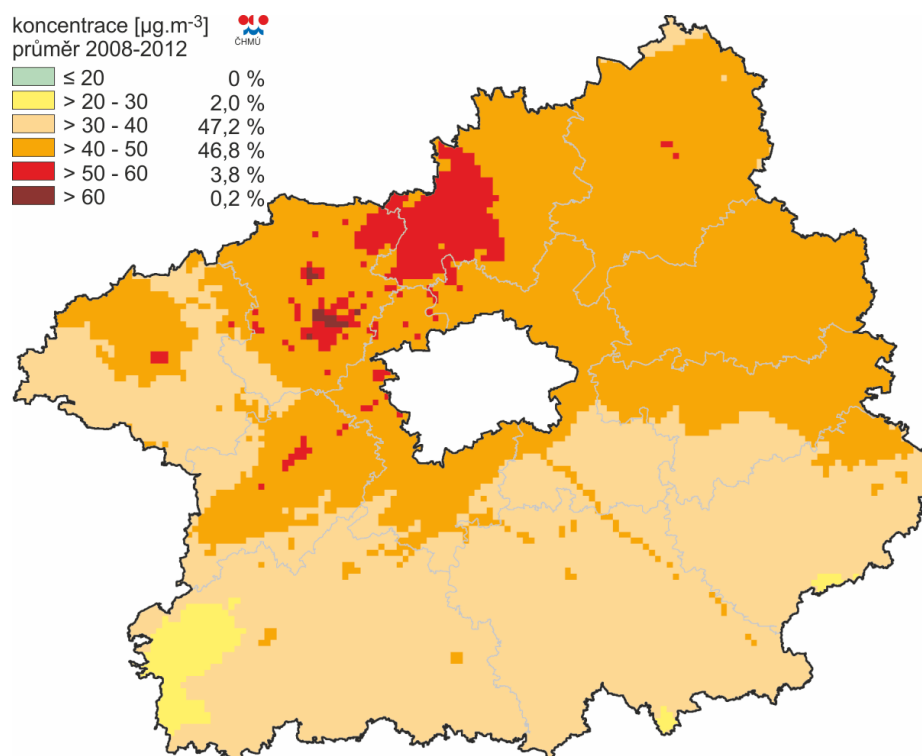 koncentrace [µg.m-3]
průměr 2008-2012
ČHMÚ
≤ 20 0 %
> 20 - 30 2,0 %
> 30 - 40 47,2 %
> 40 - 50 46,8 %
> 50 - 60 3,8 %
> 60 0,2 %